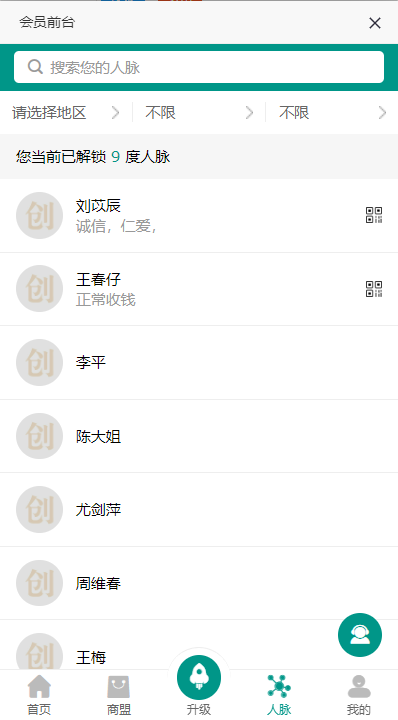 会员前台
搜索您的人脉
请选择地区 不限 不限
您当前已解锁 9 度人脉
创 刘苡辰
诚信，仁爱，
创 王春仔
正常收钱
创 李平
创 陈大姐
创 尤剑萍
创 周维春
创 王梅
首页 商盟 升级 人脉 我的